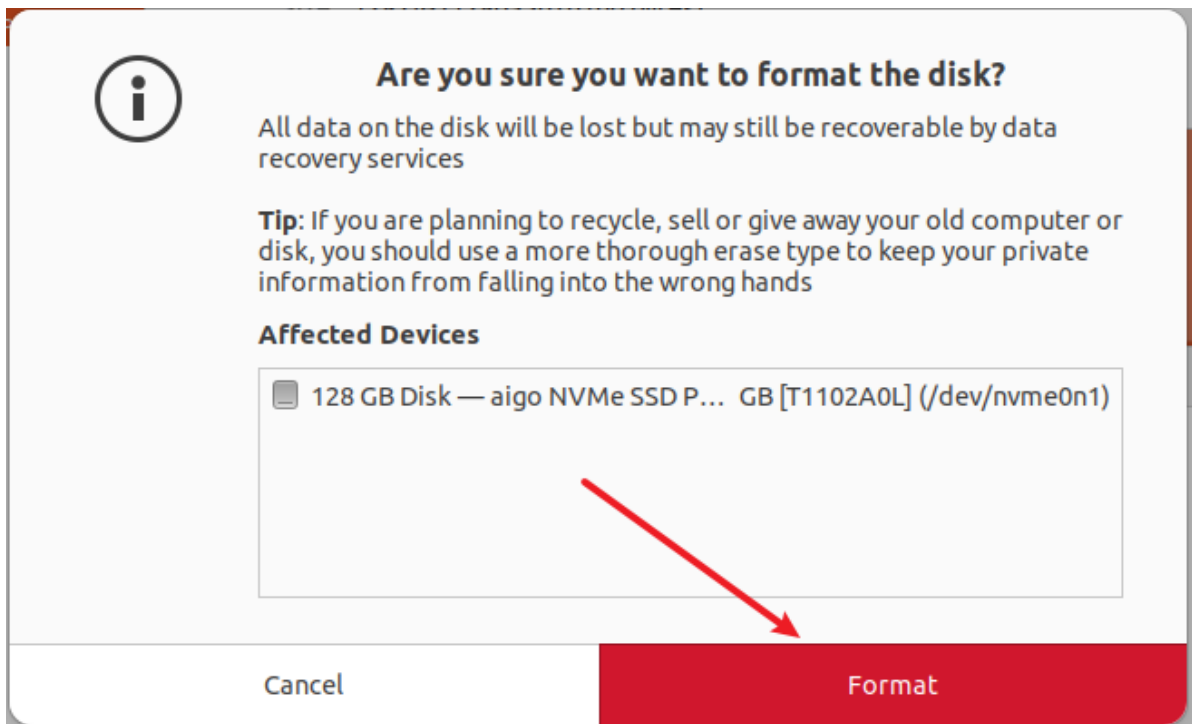 Are you sure you want to format the disk?
All data on the disk will be lost but may still be recoverable by data
recovery services
Tip: If you are planning to recycle, sell or give away your old computer or
disk, you should use a more thorough erase type to keep your private
information from falling into the wrong hands
Affected Devices
128 GB Disk — aigo NVMe SSD P… GB [T1102A0L] (/dev/nvme0n1)
Cancel
Format